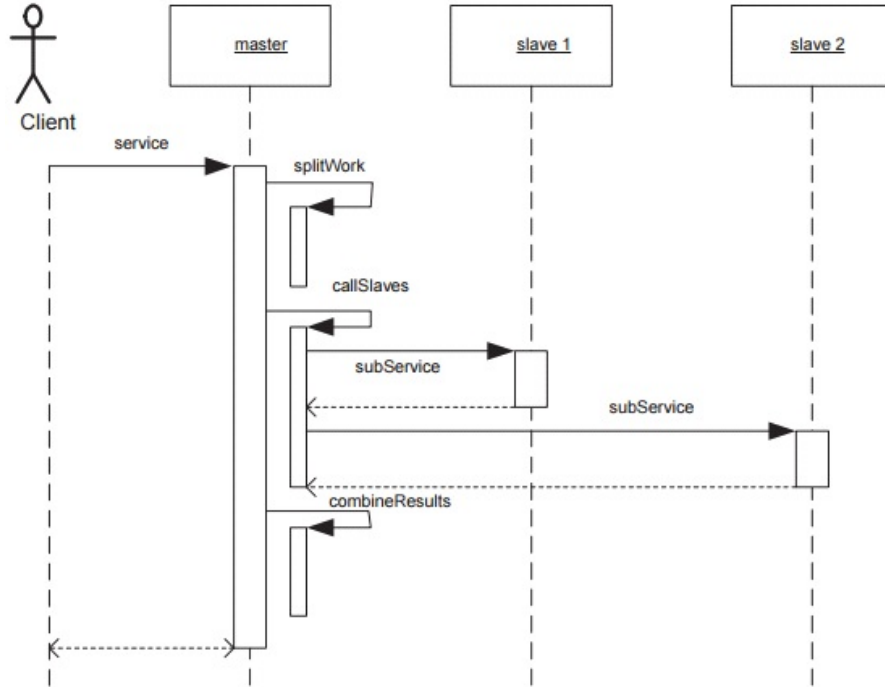 master
slave 1
slave 2
Client
service
splitWork
callSlaves
subService
subService
combineResults